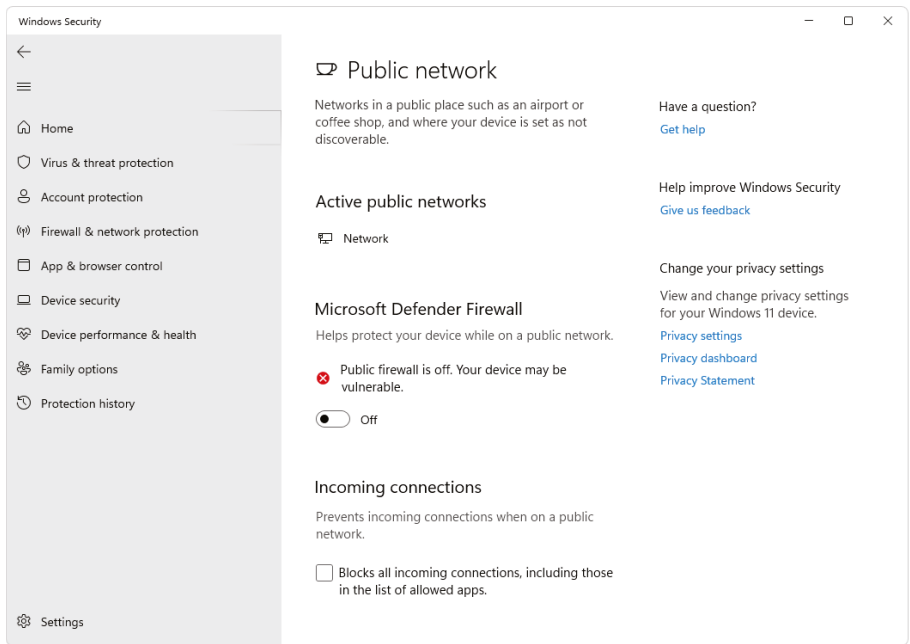 Windows Security
Home
Virus & threat protection
Account protection
Firewall & network protection
App & browser control
Device security
Device performance & health
Family options
Protection history
Settings
Public network
Networks in a public place such as an airport or
coffee shop, and where your device is set as not
discoverable.
Active public networks
Network
Microsoft Defender Firewall
Helps protect your device while on a public network.
Public firewall is off. Your device may be
vulnerable.
Off
Incoming connections
Prevents incoming connections when on a public
network.
Blocks all incoming connections, including those
in the list of allowed apps.
Have a question?
Get help
Help improve Windows Security
Give us feedback
Change your privacy settings
View and change privacy settings
for your Windows 11 device.
Privacy settings
Privacy dashboard
Privacy Statement